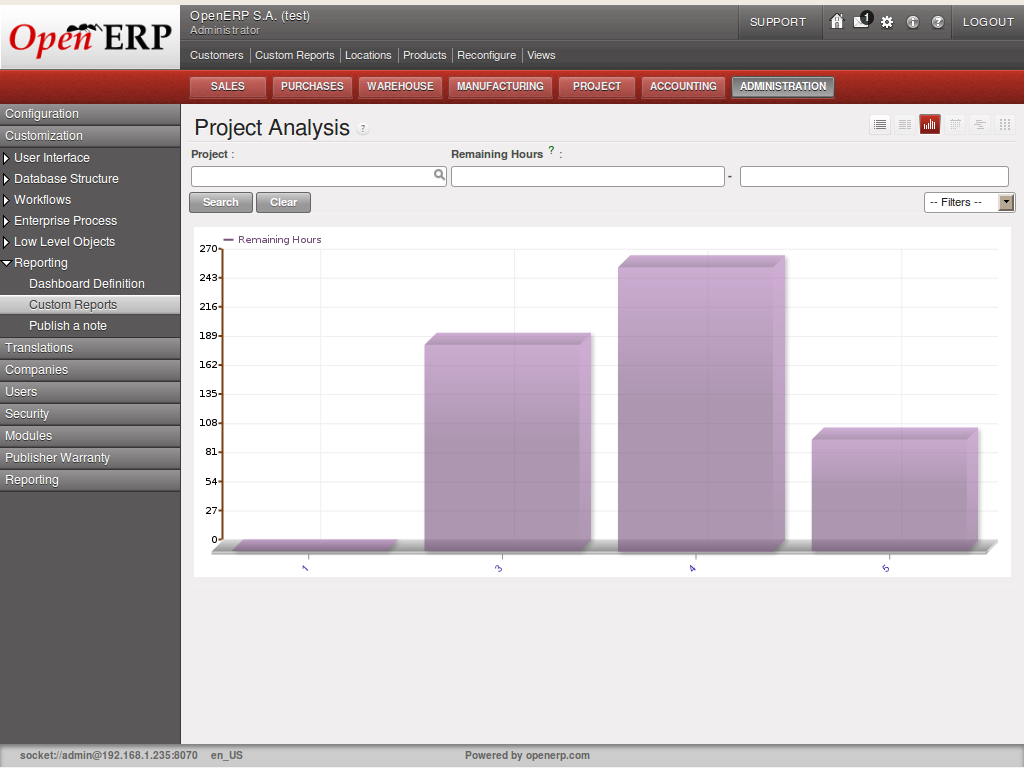 Open ERP
OpenERP S.A. (test)
Administrator
SUPPORT
1
LOGOUT
Customers Custom Reports Locations Products Reconfigure Views
SALES PURCHASES WAREHOUSE MANUFACTURING PROJECT ACCOUNTING ADMINISTRATION
Configuration
Customization
User Interface
Database Structure
Workflows
Enterprise Process
Low Level Objects
Reporting
Dashboard Definition
Custom Reports
Publish a note
Translations
Companies
Users
Security
Modules
Publisher Warranty
Reporting
Project Analysis ?
Project :
Remaining Hours ? :
-
Search Clear
-- Filters --
Remaining Hours
270
243
216
189
162
135
108
81
54
27
0
1 3 4 5
socket://admin@192.168.1.235:8070 en_US
Powered by openerp.com